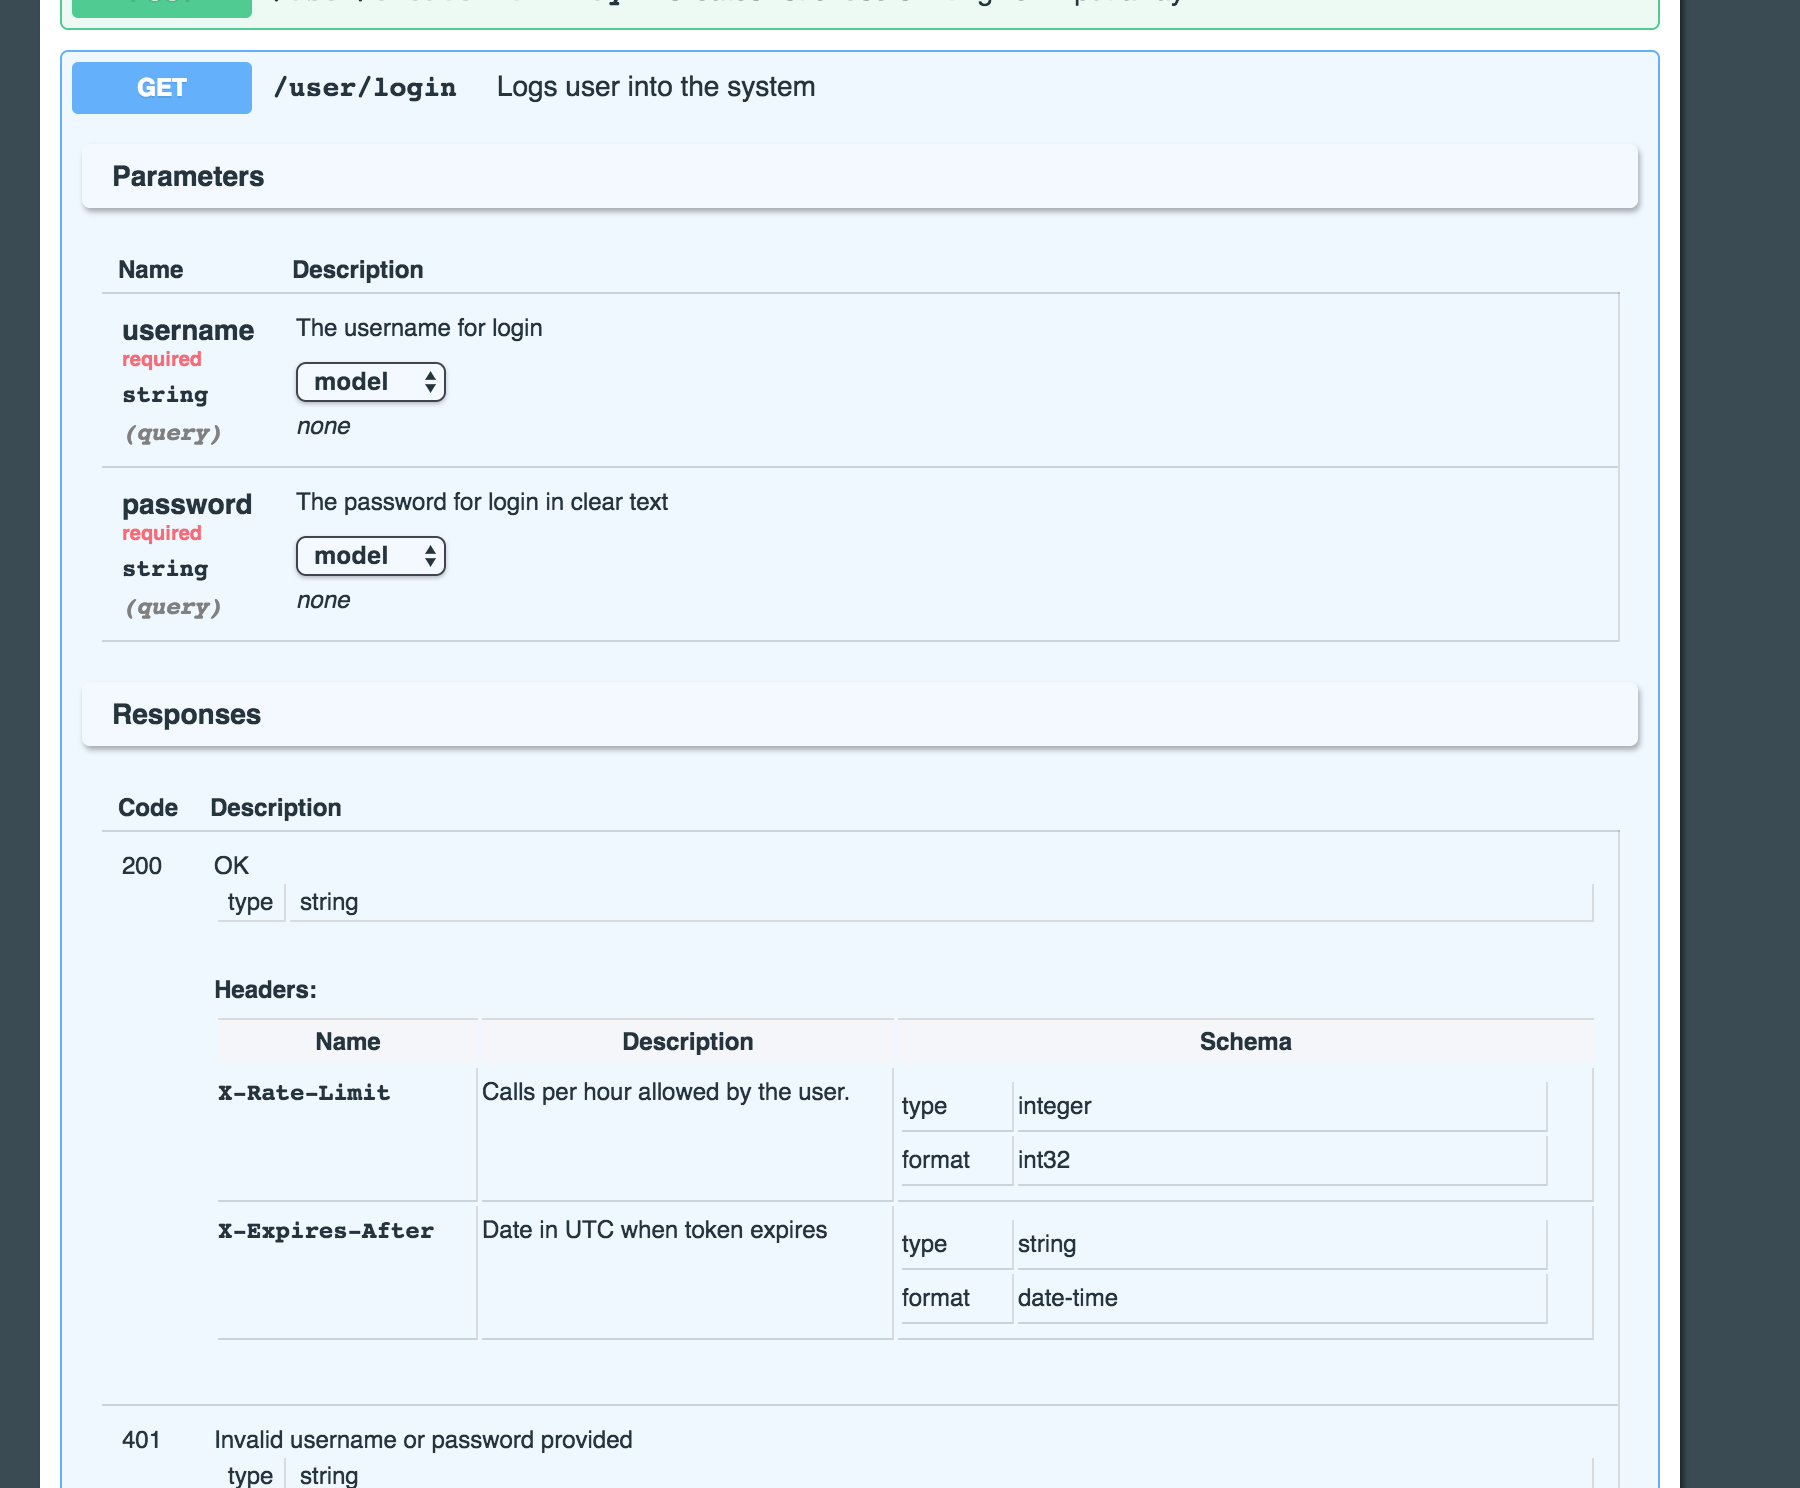 GET /user/login Logs user into the system
Parameters
Name Description
username The username for login
required
string model
(query) none
password The password for login in clear text
required
string model
(query) none
Responses
Code Description
200 OK
type string
Headers:
Name Description Schema
X-Rate-Limit Calls per hour allowed by the user. type integer
format int32
X-Expires-After Date in UTC when token expires type string
format date-time
401 Invalid username or password provided
type string